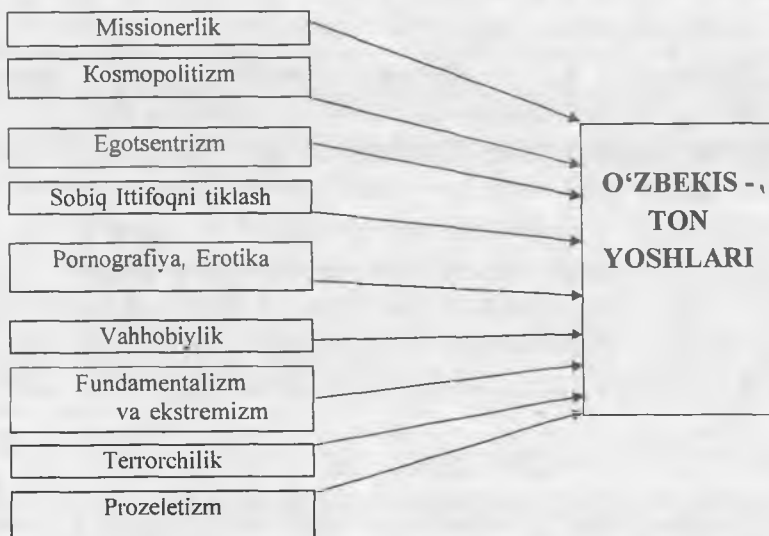 Missionerlik
Kosmopolitizm
Egotsentrizm
Sobiq Ittifoqni tiklash
Pornografiya, Erotika
Vahhobiylik
Fundamentalizm
va ekstremizm
Terrorchilik
Prozeletizm
O‘ZBEKIS -
TON
YOSHLARI